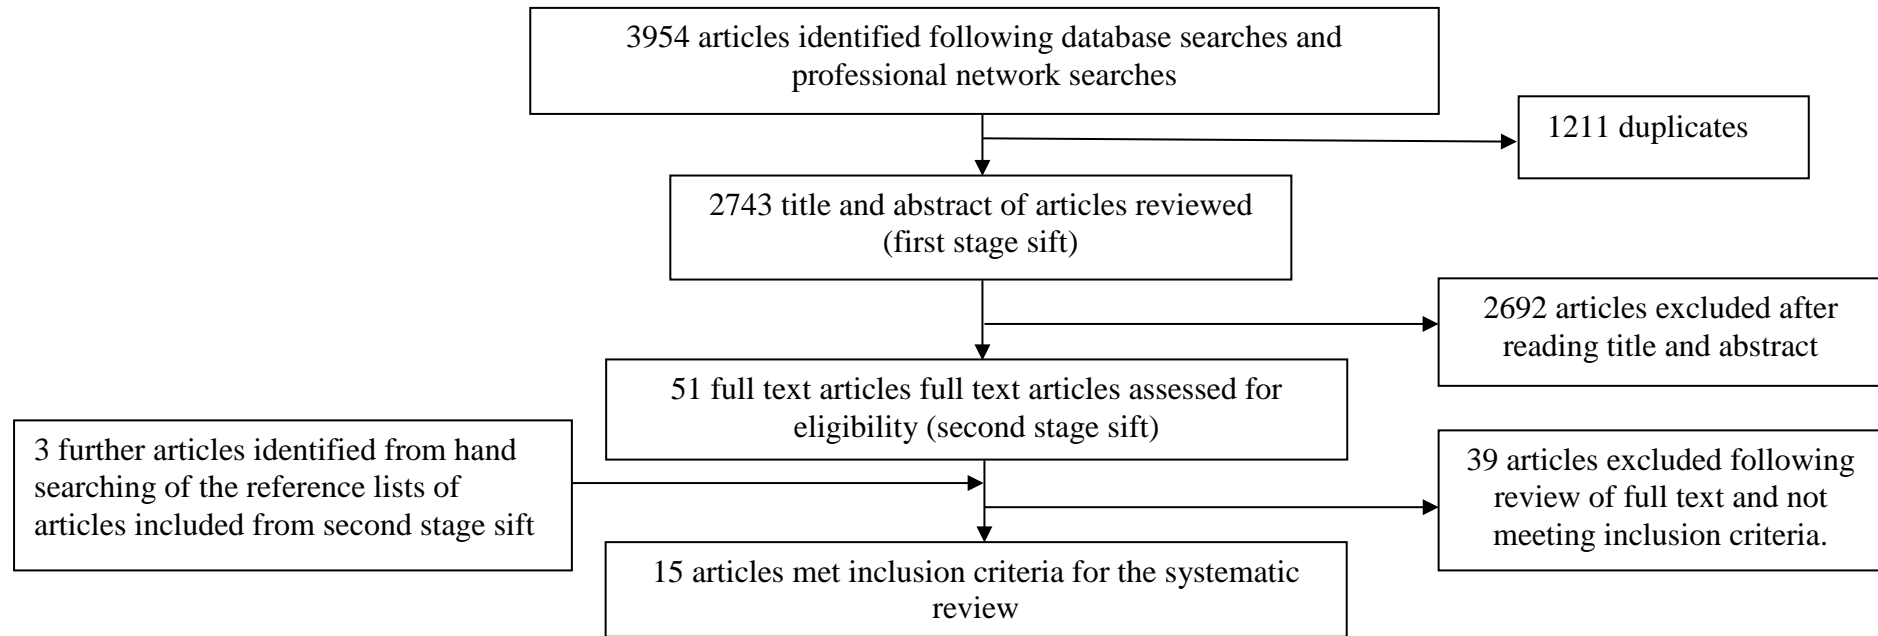 3954 articles identified following database searches and
professional network searches
1211 duplicates
2743 title and abstract of articles reviewed
(first stage sift)
2692 articles excluded after
reading title and abstract
51 full text articles full text articles assessed for
eligibility (second stage sift)
3 further articles identified from hand
searching of the reference lists of
articles included from second stage sift
39 articles excluded following
review of full text and not
meeting inclusion criteria.
15 articles met inclusion criteria for the systematic
review